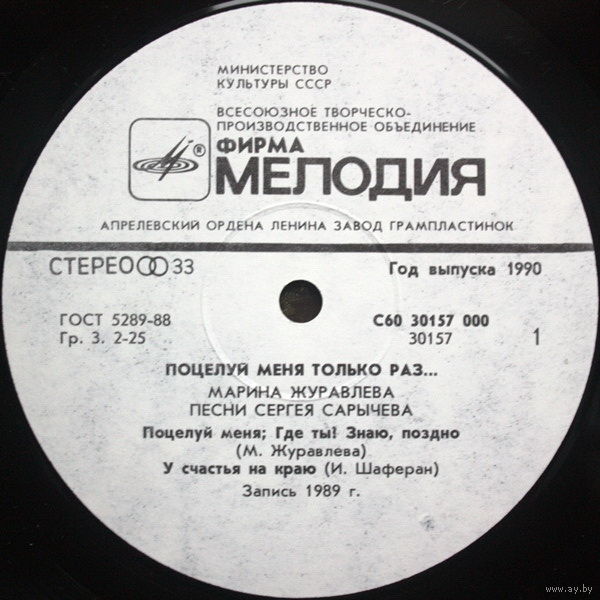 МИНИСТЕРСТВО
КУЛЬТУРЫ СССР
ВСЕСОЮЗНОЕ ТВОРЧЕСКО-
ПРОИЗВОДСТВЕННОЕ ОБЪЕДИНЕНИЕ
®
ФИРМА
МЕЛОДИЯ
АПРЕЛЕВСКИЙ ОРДЕНА ЛЕНИНА ЗАВОД ГРАМПЛАСТИНОК
СТЕРЕО 33
Год выпуска 1990
ГОСТ 5289-88
С60 30157 000
Гр. 3. 2-25
30157
1
ПОЦЕЛУЙ МЕНЯ ТОЛЬКО РАЗ...
МАРИНА ЖУРАВЛЕВА
ПЕСНИ СЕРГЕЯ САРЫЧЕВА
Поцелуй меня; Где ты! Знаю, поздно
(М. Журавлева)
У счастья на краю (И. Шаферан)
Запись 1989 г.
www.ay.by